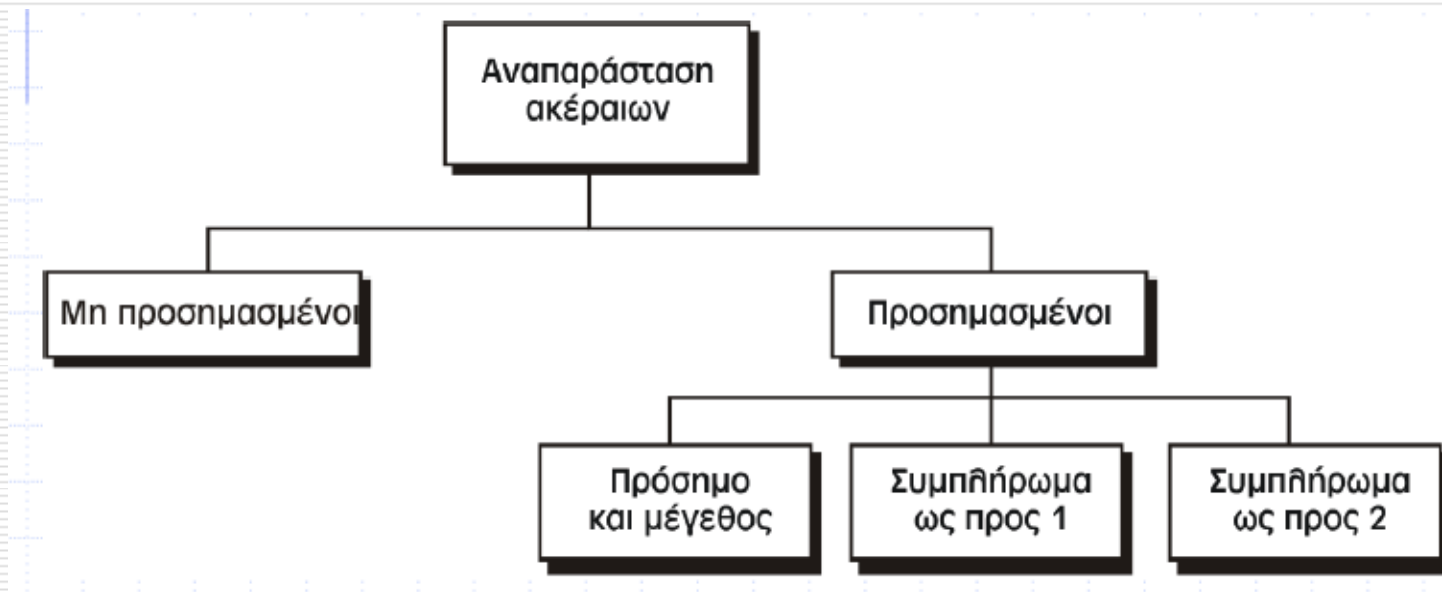 Αναπαράσταση
ακέραιων
Μη προσημασμένοι
Προσημασμένοι
Πρόσημο
και μέγεθος
Συμπλήρωμα
ως προς 1
Συμπλήρωμα
ως προς 2